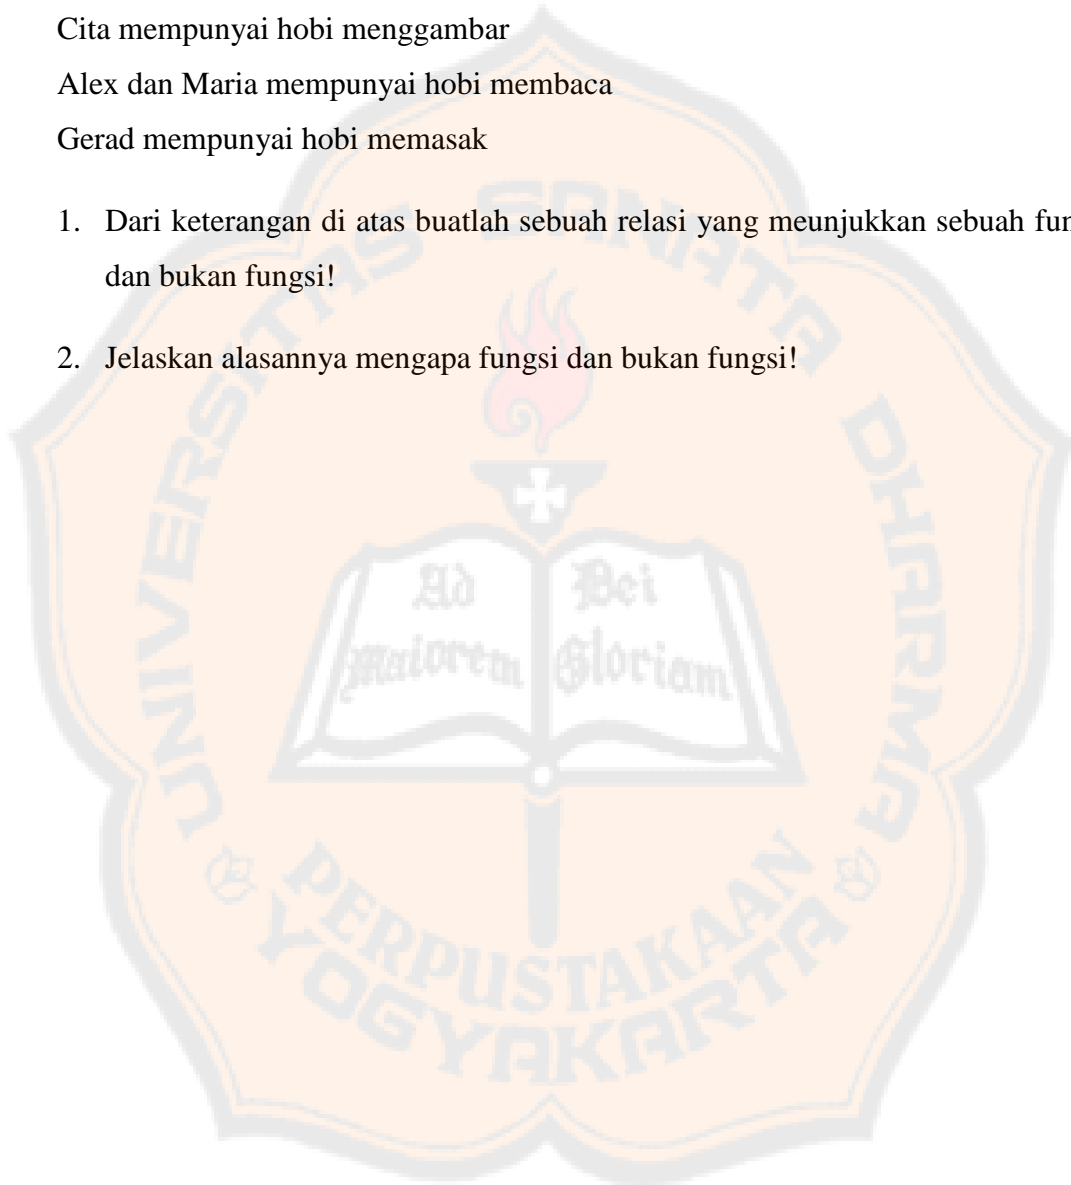 Cita mempunyai hobi menggambar
Alex dan Maria mempunyai hobi membaca
Gerad mempunyai hobi memasak
1. Dari keterangan di atas buatlah sebuah relasi yang meunjukkan sebuah fun
dan bukan fungsi!
2. Jelaskan alasannya mengapa fungsi dan bukan fungsi!
UNIVERSITAS SANATA DHARMA
Ad Dei
Maiorem Gloriam
PERPUSTAKAAN
YOGYAKARTA